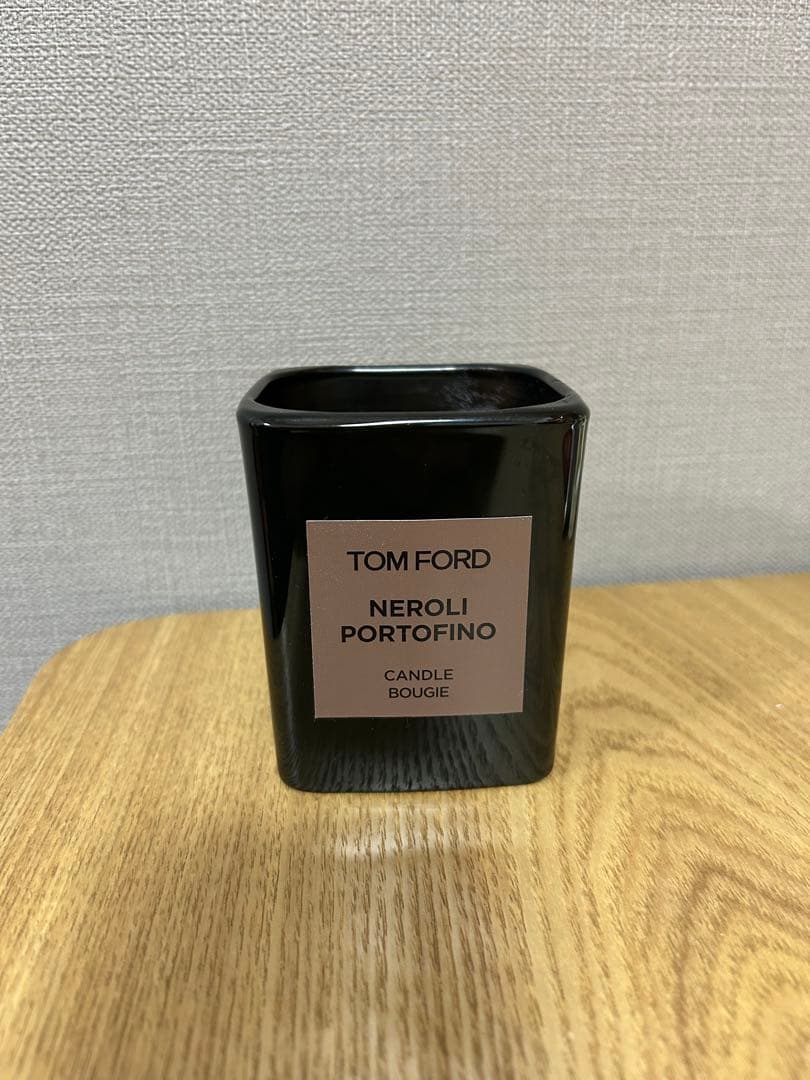 TOM FORD
NEROLI
PORTOFINO
CANDLE
BOUGIE